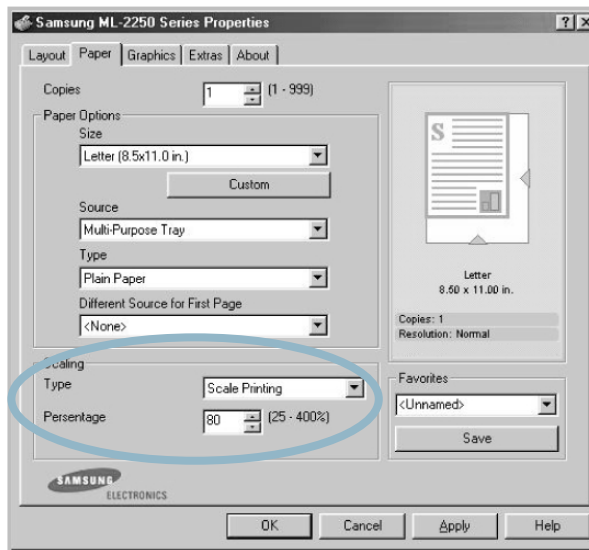 Samsung ML-2250 Series Properties
Layout Paper Graphics Extras About
Copies 1 (1 - 999)
Paper Options
Size
Letter (8.5x11.0 in.)
Custom
Source
Multi-Purpose Tray
Type
Plain Paper
Different Source for First Page
<None>
Scaling
Type Scale Printing
Persentage 80 (25 - 400%)
S
Letter
8.50 x 11.00 in.
Copies: 1
Resolution: Normal
Favorites
<Unnamed>
Save
SAMSUNG
ELECTRONICS
OK Cancel Apply Help